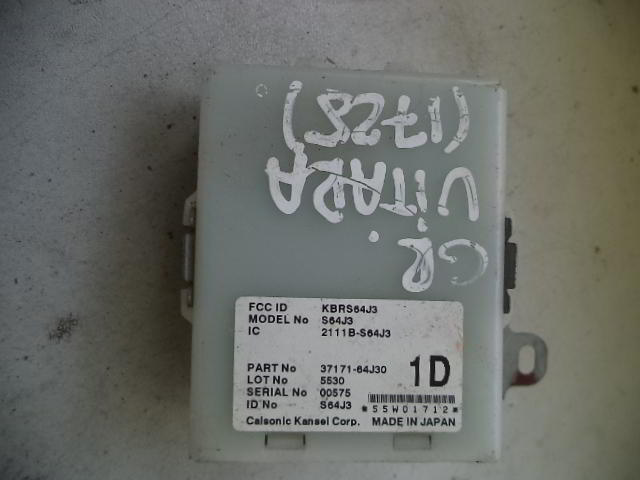 GR.
VITARA
(1728)
FCC ID KBRS64J3
MODEL No S64J3
IC 2111B-S64J3
PART No 37171-64J30
LOT No 5530
SERIAL No 00575
ID No S64J3
1D
*55W01712*
Calsonic Kansei Corp. MADE IN JAPAN